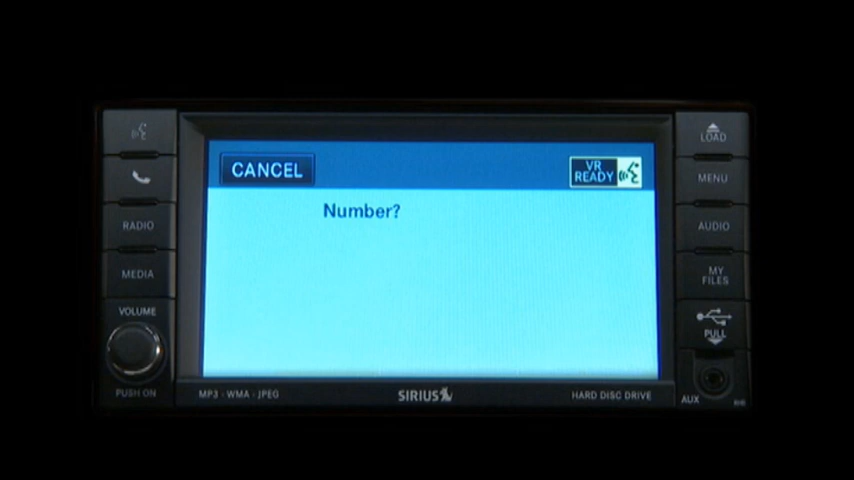 CANCEL
VR
READY
Number?
RADIO
MEDIA
VOLUME
PUSH ON
LOAD
MENU
AUDIO
MY
FILES
PULL
AUX
MP3 · WMA · JPEG
SIRIUS
HARD DISC DRIVE